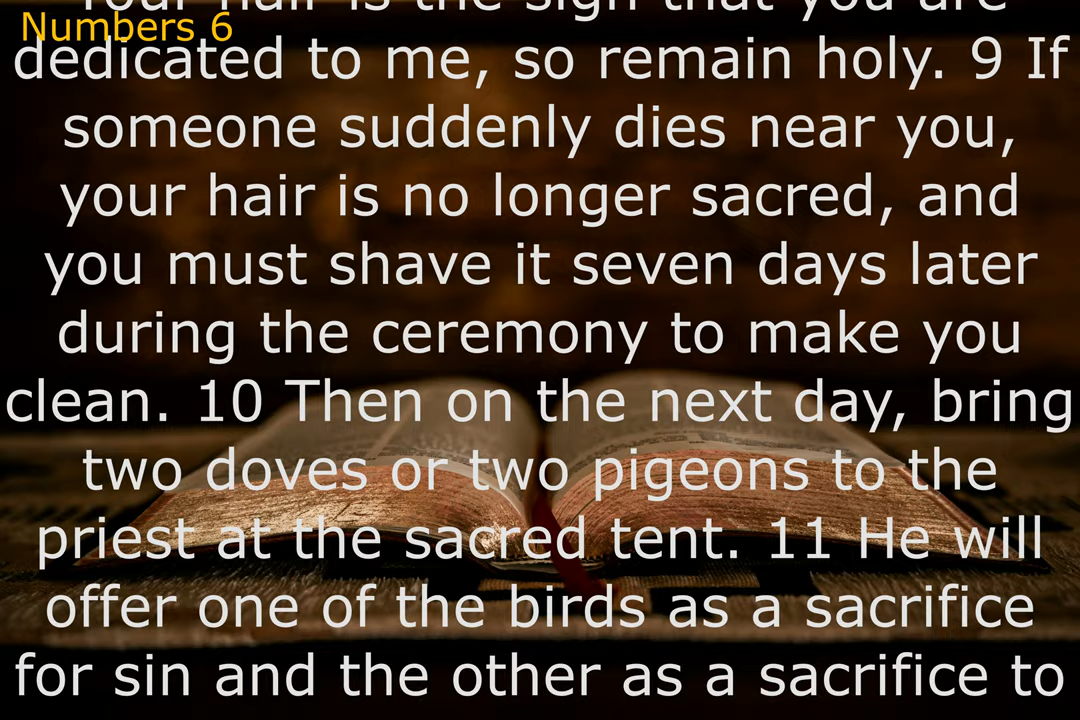 Your hair is the sign that you are
Numbers 6
dedicated to me, so remain holy. 9 If
someone suddenly dies near you,
your hair is no longer sacred, and
you must shave it seven days later
during the ceremony to make you
clean. 10 Then on the next day, bring
two doves or two pigeons to the
priest at the sacred tent. 11 He will
offer one of the birds as a sacrifice
for sin and the other as a sacrifice to